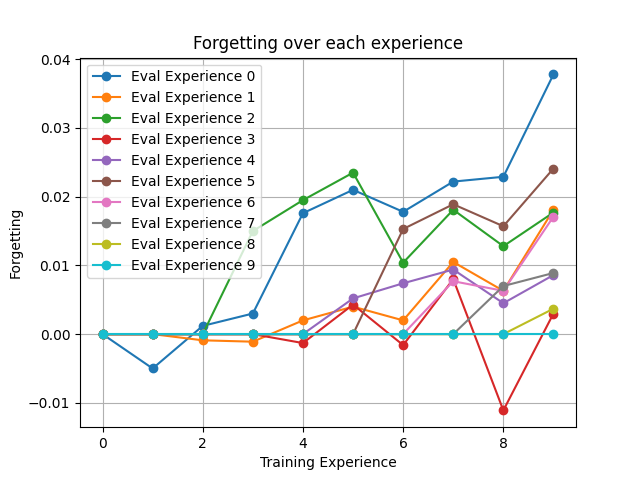 Forgetting over each experience
0.04
0.03
0.02
0.01
0.00
−0.01
Forgetting
Eval Experience 0
Eval Experience 1
Eval Experience 2
Eval Experience 3
Eval Experience 4
Eval Experience 5
Eval Experience 6
Eval Experience 7
Eval Experience 8
Eval Experience 9
0 2 4 6 8
Training Experience